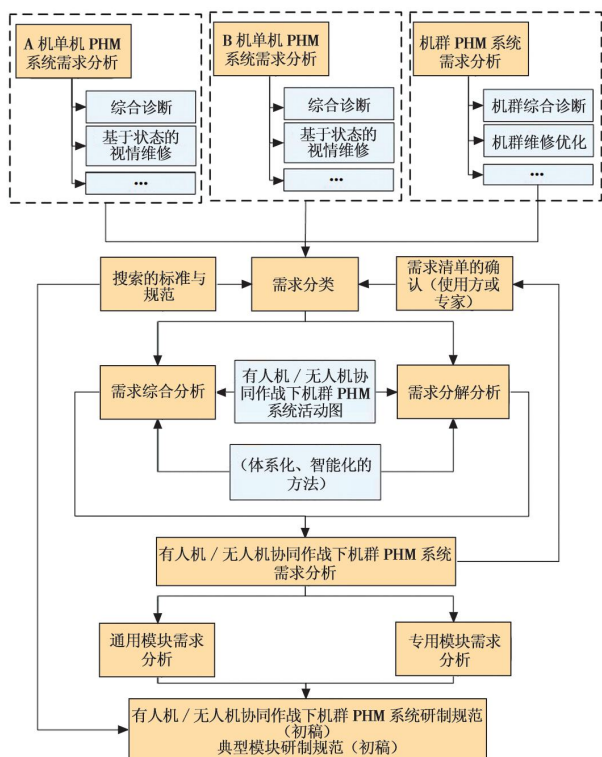 A 机单机 PHM
系统需求分析
综合诊断
基于状态的
视情维修
…
B 机单机 PHM
系统需求分析
综合诊断
基于状态的
视情维修
…
机群 PHM 系统
需求分析
机群综合诊断
机群维修优化
…
搜索的标准与
规范
需求分类
需求清单的确
认（使用方或
专家）
需求综合分析
有人机 / 无人机协
同作战下机群 PHM
系统活动图
需求分解分析
（体系化、智能化的
方法）
有人机 / 无人机协同作战下机群 PHM 系统
需求分析
通用模块需求
分析
专用模块需求
分析
有人机 / 无人机协同作战下机群 PHM 系统研制规范
（初稿）
典型模块研制规范（初稿）